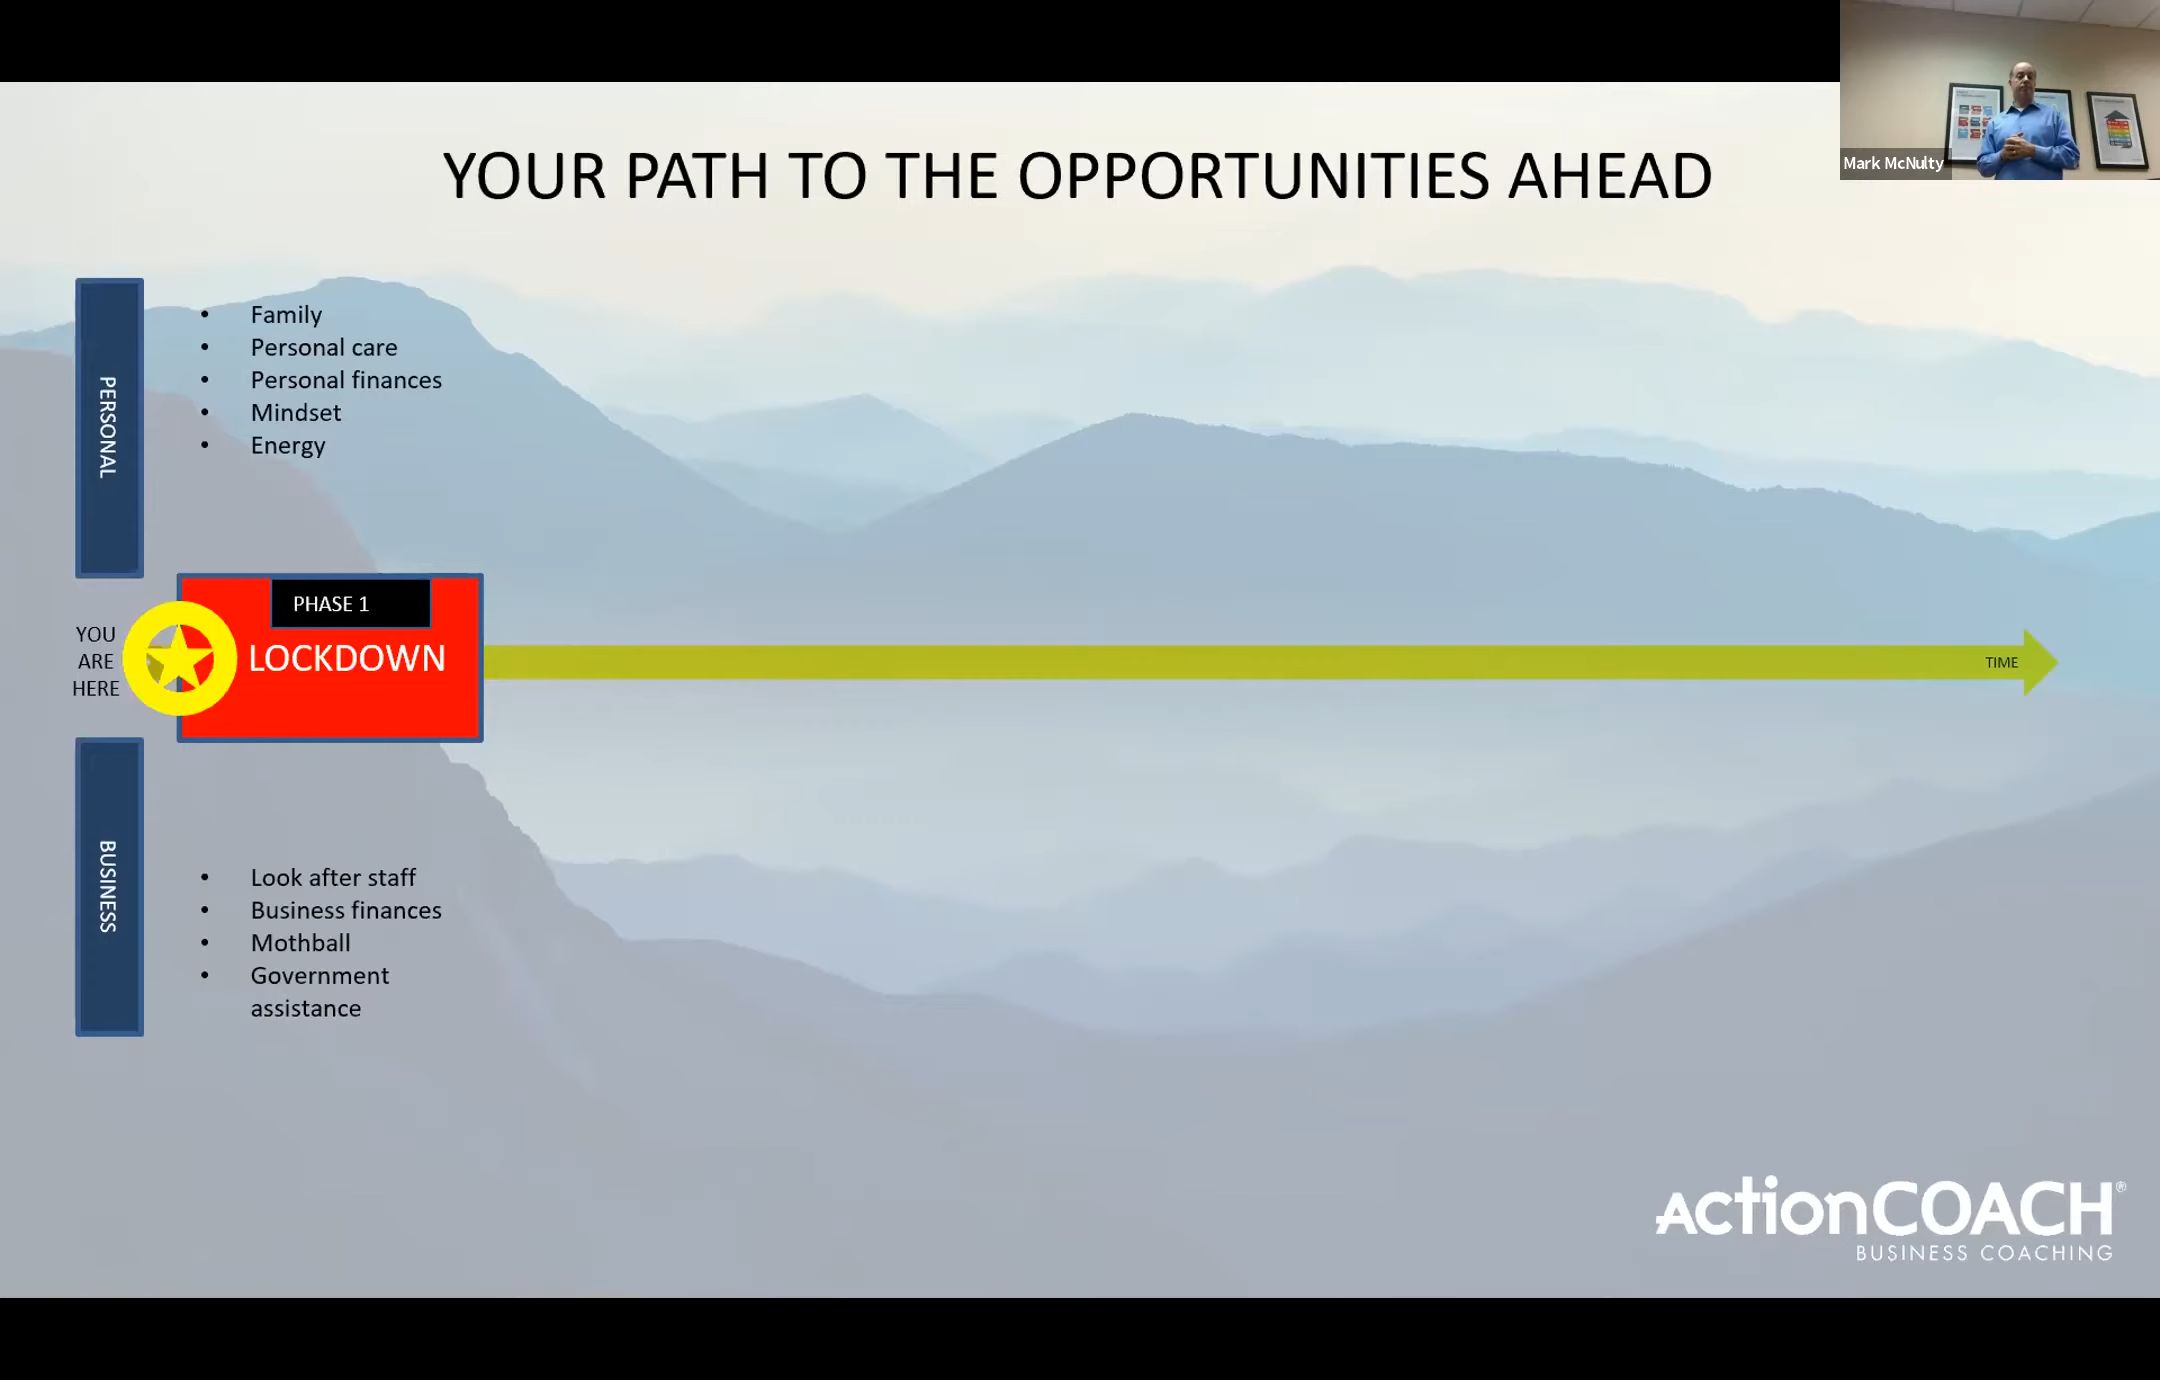 YOUR PATH TO THE OPPORTUNITIES AHEAD
Mark McNulty
PERSONAL
• Family
• Personal care
• Personal finances
• Mindset
• Energy
YOU
ARE
HERE
PHASE 1
LOCKDOWN
TIME
BUSINESS
• Look after staff
• Business finances
• Mothball
• Government
assistance
actionCOACH®
BUSINESS COACHING